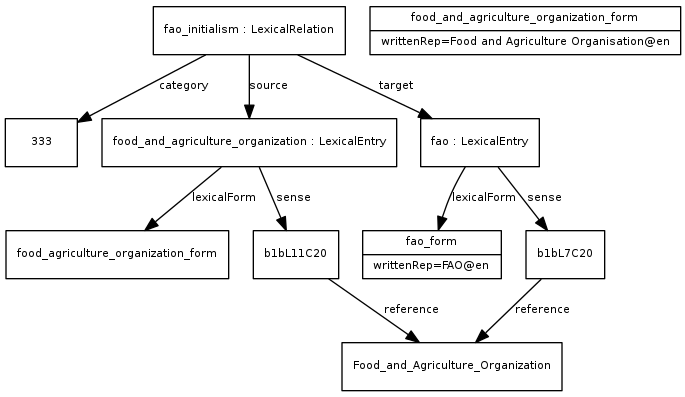 fao_initialism : LexicalRelation
food_and_agriculture_organization_form
writtenRep=Food and Agriculture Organisation@en
category
source
target
333
food_and_agriculture_organization : LexicalEntry
fao : LexicalEntry
lexicalForm
sense
lexicalForm
sense
food_agriculture_organization_form
b1bL11C20
fao_form
writtenRep=FAO@en
b1bL7C20
reference
reference
Food_and_Agriculture_Organization